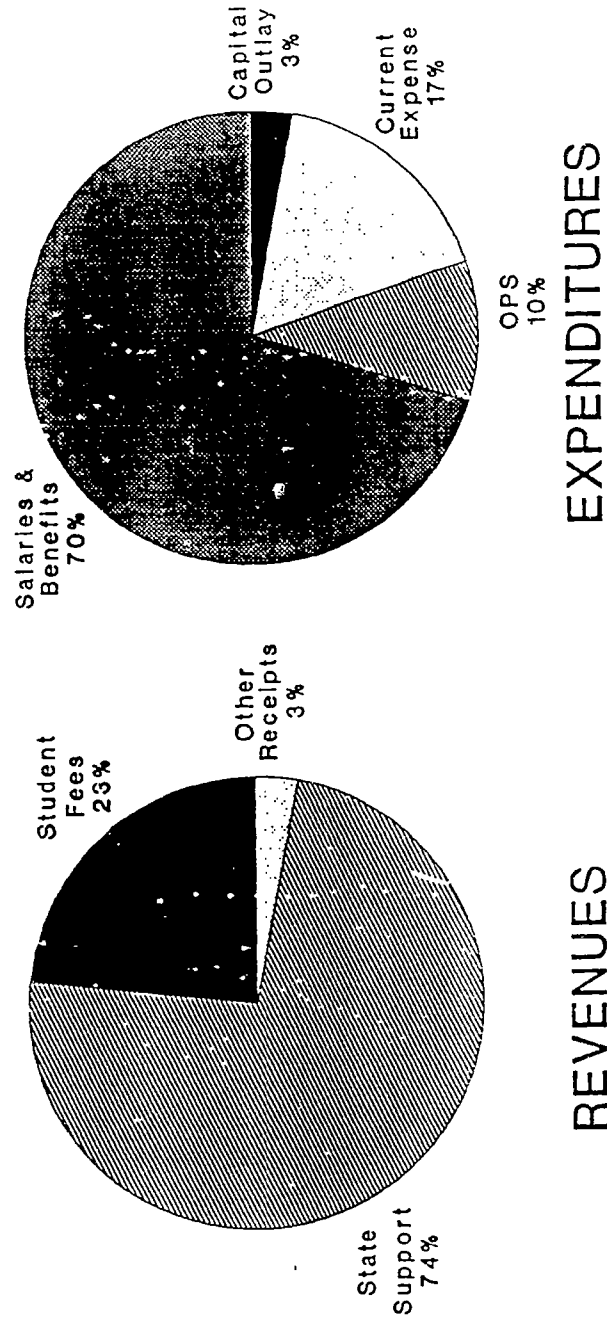 Student
Fees
23%
Other
Receipts
3%
State
Support
74%
REVENUES
Salaries &
Benefits
70%
Capital
Outlay
3%
Current
Expense
17%
OPS
10%
EXPENDITURES